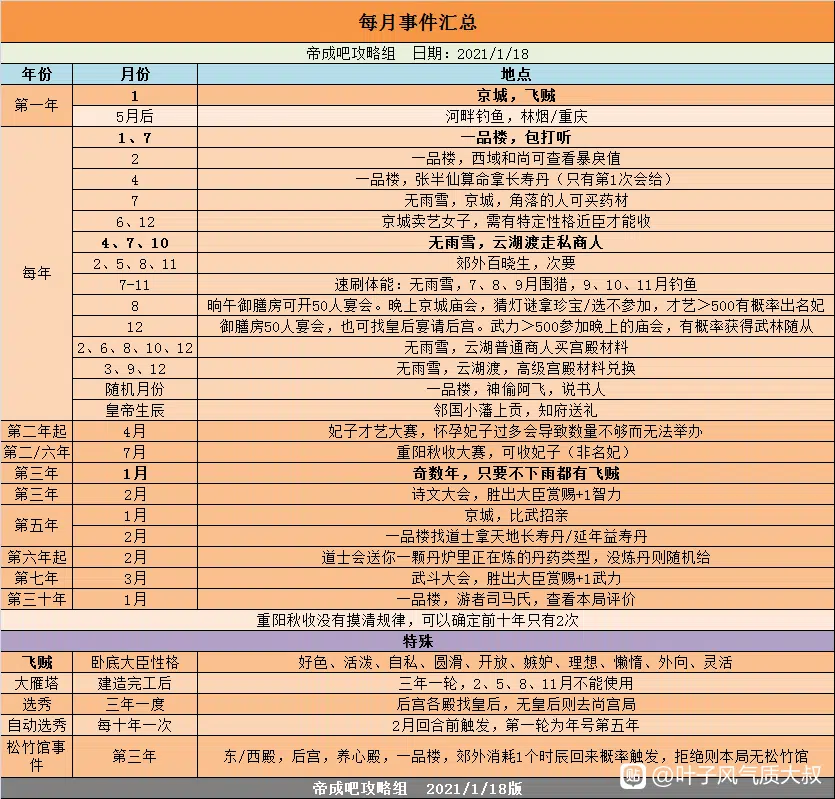 每月事件汇总
帝成吧攻略组 日期：2021/1/18
年份 月份 地点
第一年 1 京城，飞贼
5月后 河畔钓鱼，林烟/重庆
每年 1、7 一品楼，包打听
2 一品楼，西域和尚可查看暴戾值
4 一品楼，张半仙算命拿长寿丹（只有第1次会给）
7 无雨雪，京城，角落的人可买药材
6、12 京城卖艺女子，需有特定性格近臣才能收
4、7、10 无雨雪，云湖渡走私商人
2、5、8、11 郊外百晓生，次要
7-11 速刷体能：无雨雪，7、8、9月围猎，9、10、11月钓鱼
8 晌午御膳房可开50人宴会。晚上京城庙会，猜灯谜拿珍宝/选不参加，才艺＞500有概率出名妃
12 御膳房50人宴会，也可找皇后宴请后宫。武力＞500参加晚上的庙会，有概率获得武林随从
2、6、8、10、12 无雨雪，云湖普通商人买宫殿材料
3、9、12 无雨雪，云湖渡，高级宫殿材料兑换
随机月份 一品楼，神偷阿飞，说书人
皇帝生辰 邻国小藩上贡，知府送礼
第二年起 4月 妃子才艺大赛，怀孕妃子过多会导致数量不够而无法举办
第二/六年 7月 重阳秋收大赛，可收妃子（非名妃）
第三年 1月 奇数年，只要不下雨都有飞贼
第三年 2月 诗文大会，胜出大臣赏赐+1智力
第五年 1月 京城，比武招亲
2月 一品楼找道士拿天地长寿丹/延年益寿丹
第六年起 2月 道士会送你一颗丹炉里正在炼的丹药类型，没炼丹则随机给
第七年 3月 武斗大会，胜出大臣赏赐+1武力
第三十年 1月 一品楼，游者司马氏，查看本局评价
重阳秋收没有摸清规律，可以确定前十年只有2次
特殊
飞贼 卧底大臣性格 好色、活泼、自私、圆滑、开放、嫉妒、理想、懒惰、外向、灵活
大雁塔 建造完工后 三年一轮，2、5、8、11月不能使用
选秀 三年一度 后宫各殿找皇后，无皇后则去尚宫局
自动选秀 每十年一次 2月回合前触发，第一轮为年号第五年
松竹馆事件 第三年 东/西殿，后宫，养心殿，一品楼，郊外消耗1个时辰回来概率触发，拒绝则本局无松竹馆
帝成吧攻略组 2021/1/18版
贴 @叶子风气质大叔